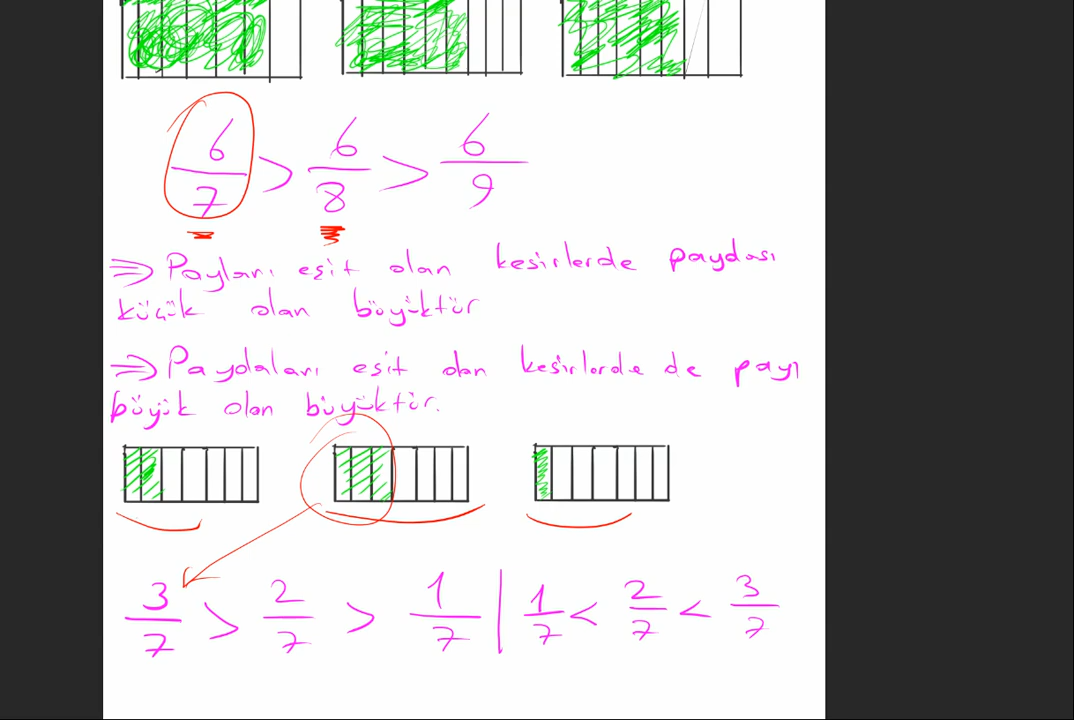 6/7 > 6/8 > 6/9
⇒ Payları eşit olan kesirlerde paydası
küçük olan büyüktür
⇒ Paydaları eşit olan kesirlerde de payı
büyük olan büyüktür.
3/7 > 2/7 > 1/7 | 1/7 < 2/7 < 3/7